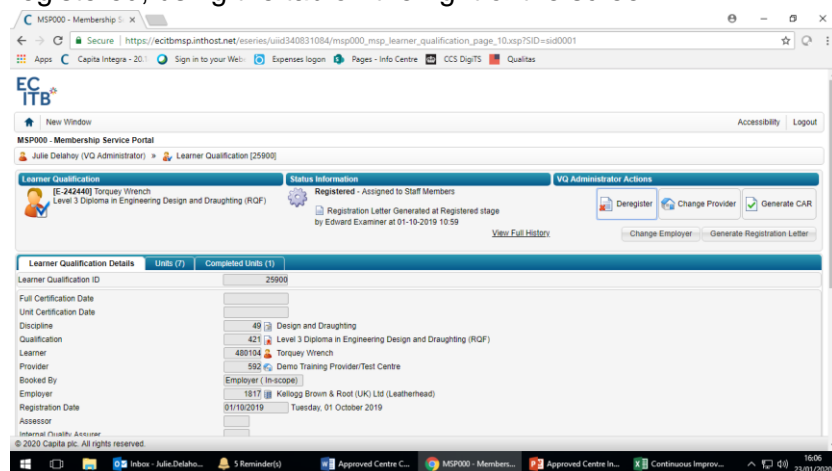 MSP000 - Membership Se
Secure | https://ecitbmsp.inthost.net/eseries/uiid340831084/msp000_msp_learner_qualification_page_10.xsp?SID=sid0001
Apps Capita Integra - 20.1 Sign in to your Web Expenses logon Pages - Info Centre CCS DigiTS Qualitas
EC
ITB
New Window Accessibility Logout
MSP000 - Membership Service Portal
Julie Delahoy (VQ Administrator) » Learner Qualification [25900]
Learner Qualification Status Information VQ Administrator Actions
[E-242440] Torquey Wrench Registered - Assigned to Staff Members
Level 3 Diploma in Engineering Design and Draughting (RQF) Deregister Change Provider Generate CAR
Registration Letter Generated at Registered stage
by Edward Examiner at 01-10-2019 10:59
View Full History Change Employer Generate Registration Letter
Learner Qualification Details Units (7) Completed Units (1)
Learner Qualification ID 25900
Full Certification Date
Unit Certification Date
Discipline 49 Design and Draughting
Qualification 421 Level 3 Diploma in Engineering Design and Draughting (RQF)
Learner 480104 Torquey Wrench
Provider 592 Demo Training Provider/Test Centre
Booked By Employer ( In-scope)
Employer 1817 Kellogg Brown & Root (UK) Ltd (Leatherhead)
Registration Date 01/10/2019 Tuesday, 01 October 2019
Assessor
Internal Quality Assurer
© 2020 Capita plc. All rights reserved.
Inbox - Julie.Delaho... 5 Reminder(s) Approved Centre C... MSP000 - Members... Approved Centre In... Continuous Improv... 16:06
23/01/2020